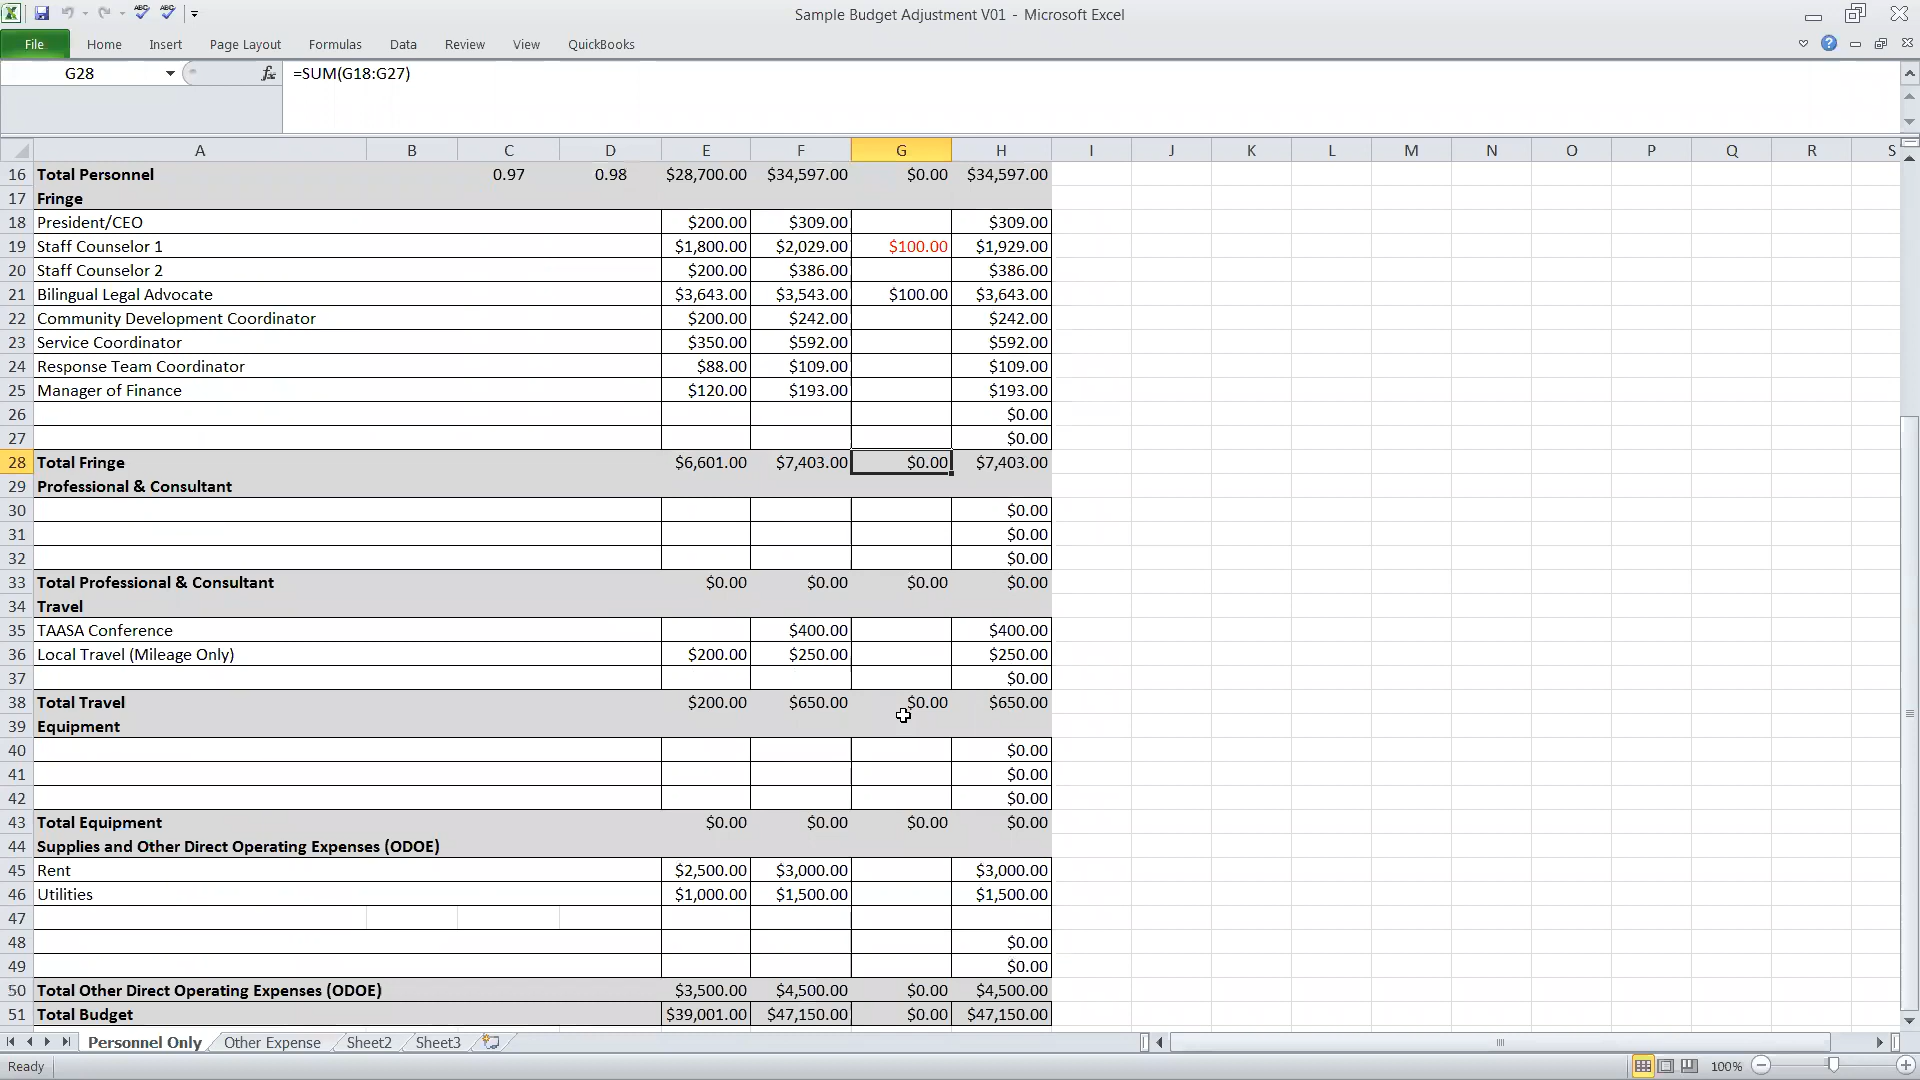 Sample Budget Adjustment V01 - Microsoft Excel
File Home Insert Page Layout Formulas Data Review View QuickBooks
G28 fx =SUM(G18:G27)
A B C D E F G H I J K L M N O P Q R S
16 Total Personnel 0.97 0.98 $28,700.00 $34,597.00 $0.00 $34,597.00
17 Fringe
18 President/CEO $200.00 $309.00 $309.00
19 Staff Counselor 1 $1,800.00 $2,029.00 $100.00 $1,929.00
20 Staff Counselor 2 $200.00 $386.00 $386.00
21 Bilingual Legal Advocate $3,643.00 $3,543.00 $100.00 $3,643.00
22 Community Development Coordinator $200.00 $242.00 $242.00
23 Service Coordinator $350.00 $592.00 $592.00
24 Response Team Coordinator $88.00 $109.00 $109.00
25 Manager of Finance $120.00 $193.00 $193.00
26 $0.00
27 $0.00
28 Total Fringe $6,601.00 $7,403.00 $0.00 $7,403.00
29 Professional & Consultant
30 $0.00
31 $0.00
32 $0.00
33 Total Professional & Consultant $0.00 $0.00 $0.00 $0.00
34 Travel
35 TAASA Conference $400.00 $400.00
36 Local Travel (Mileage Only) $200.00 $250.00 $250.00
37 $0.00
38 Total Travel $200.00 $650.00 $0.00 $650.00
39 Equipment
40 $0.00
41 $0.00
42 $0.00
43 Total Equipment $0.00 $0.00 $0.00 $0.00
44 Supplies and Other Direct Operating Expenses (ODOE)
45 Rent $2,500.00 $3,000.00 $3,000.00
46 Utilities $1,000.00 $1,500.00 $1,500.00
47
48 $0.00
49 $0.00
50 Total Other Direct Operating Expenses (ODOE) $3,500.00 $4,500.00 $0.00 $4,500.00
51 Total Budget $39,001.00 $47,150.00 $0.00 $47,150.00
Personnel Only Other Expense Sheet2 Sheet3
Ready 100%